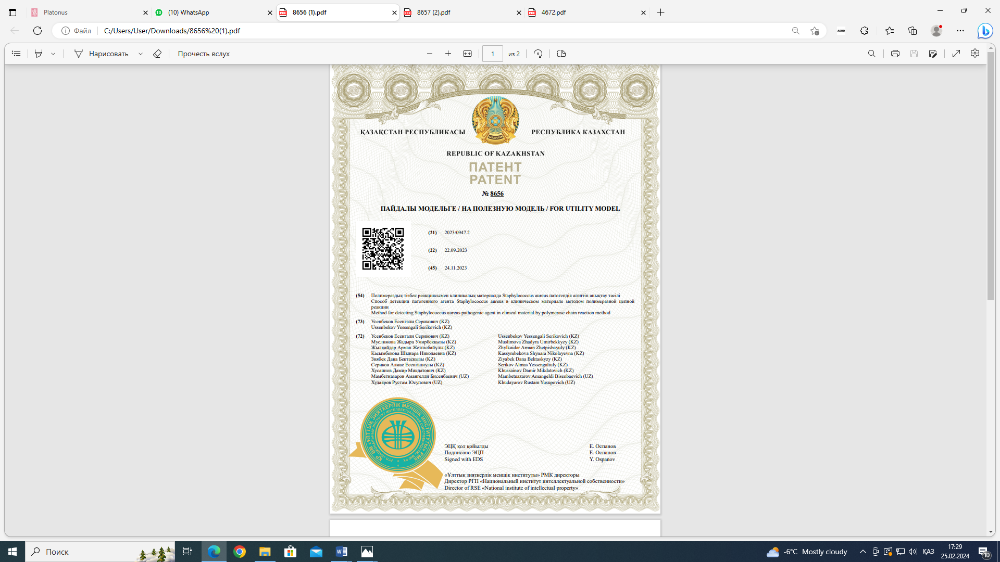 Platonus
(10) WhatsApp
8656 (1).pdf
8657 (2).pdf
4672.pdf
Файл
C:/Users/User/Downloads/8656%20(1).pdf
Нарисовать
Прочесть вслух
1
из 2
ҚАЗАҚСТАН РЕСПУБЛИКАСЫ
РЕСПУБЛИКА КАЗАХСТАН
REPUBLIC OF KAZAKHSTAN
ПАТЕНТ
PATENT
№ 8656
ПАЙДАЛЫ МОДЕЛЬГЕ / НА ПОЛЕЗНУЮ МОДЕЛЬ / FOR UTILITY MODEL
(21) 2023/0947.2
(22) 22.09.2023
(45) 24.11.2023
(54) Полимераздық тізбек реакциясымен клиникалық материалда Staphylococcus aureus патогендік агентін анықтау тәсілі
Способ детекции патогенного агента Staphylococcus aureus в клиническом материале методом полимеразной цепной
реакции
Method for detecting Staphylococcus aureus pathogenic agent in clinical material by polymerase chain reaction method
(73) Усенбеков Есенгали Серикович (KZ)
Ussenbekov Yessengali Serikovich (KZ)
(72) Усенбеков Есенгали Серикович (KZ) Ussenbekov Yessengali Serikovich (KZ)
Муслимова Жадыра Умирбеккызы (KZ) Muslimova Zhadyra Umirbekkyzy (KZ)
Жылқайдар Арман Жетпісбайұлы (KZ) Zhylkaidar Arman Zhetpisbayuly (KZ)
Касымбекова Шынара Николаевна (KZ) Kassymbekova Shynara Nikolayevna (KZ)
Зиябек Дана Бектаскызы (KZ) Ziyabek Dana Bektaskyzy (KZ)
Сериков Алмас Есенгалиулы (KZ) Serikov Almas Yessengaliuly (KZ)
Хусаинов Дамир Микдатович (KZ) Khussainov Damir Mikdatovich (KZ)
Мамбетназаров Амангелди Бисенбаевич (UZ) Mambetnazarov Amangeldi Bisenbaevich (UZ)
Худаяров Рустам Юсупович (UZ) Khudayarov Rustam Yusupovich (UZ)
ЭЦҚ қол қойылды Е. Оспанов
Подписано ЭЦП Е. Оспанов
Signed with EDS Y. Ospanov
«Ұлттық зияткерлік меншік институты» РМК директоры
Директор РГП «Национальный институт интеллектуальной собственности»
Director of RSE «National institute of intellectual property»
Поиск
-6°C Mostly cloudy
ҚАЗ
17:29
25.02.2024
10